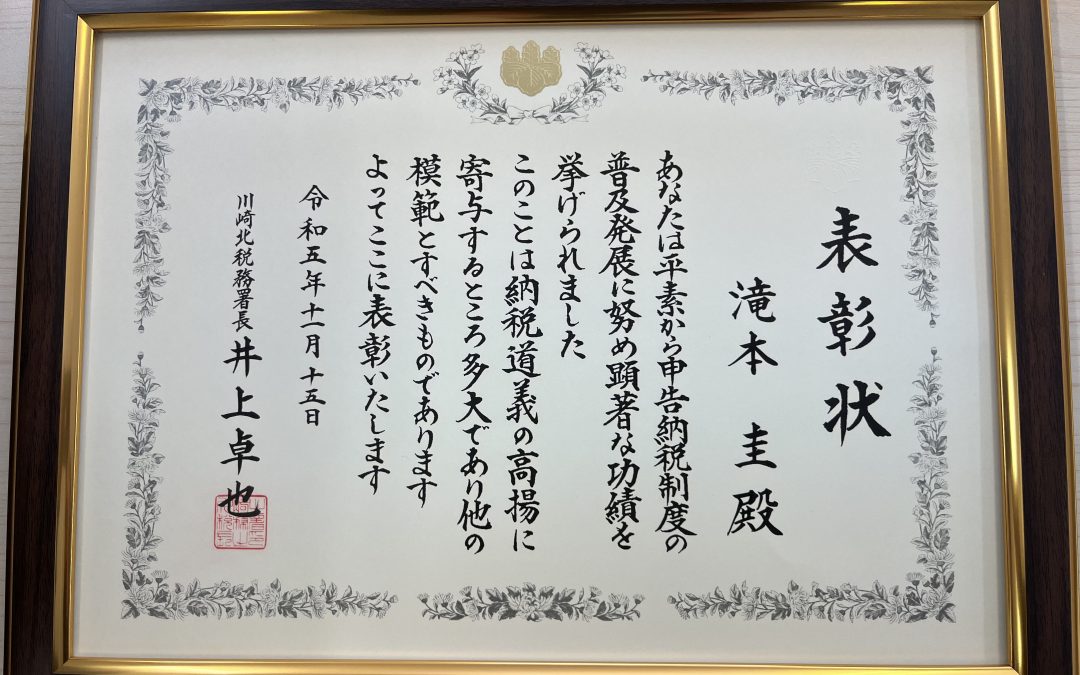 表彰状
滝本 圭 殿
あなたは平素から申告納税制度の
普及発展に努め顕著な功績を
挙げられました
このことは納税道義の高揚に
寄与するところ多大であり他の
模範とすべきものであります
よってここに表彰いたします
令和五年十一月十五日
川崎北税務署長 井上卓也